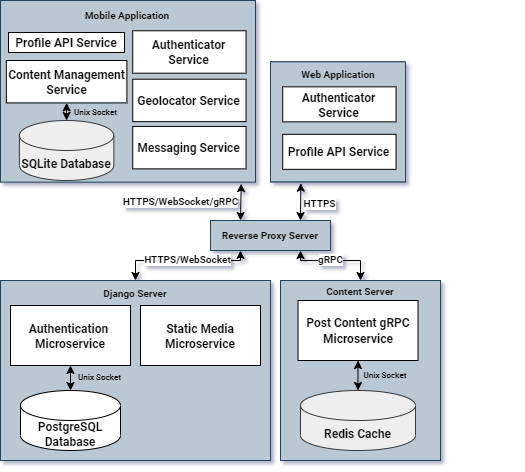 Mobile Application
Profile API Service
Authenticator
Service
Content Management
Service
Geolocator Service
Unix Socket
SQLite Database
Messaging Service
Web Application
Authenticator
Service
Profile API Service
HTTPS/WebSocket/gRPC
HTTPS
Reverse Proxy Server
HTTPS/WebSocket
gRPC
Django Server
Authentication
Microservice
Static Media
Microservice
Unix Socket
PostgreSQL
Database
Content Server
Post Content gRPC
Microservice
Unix Socket
Redis Cache